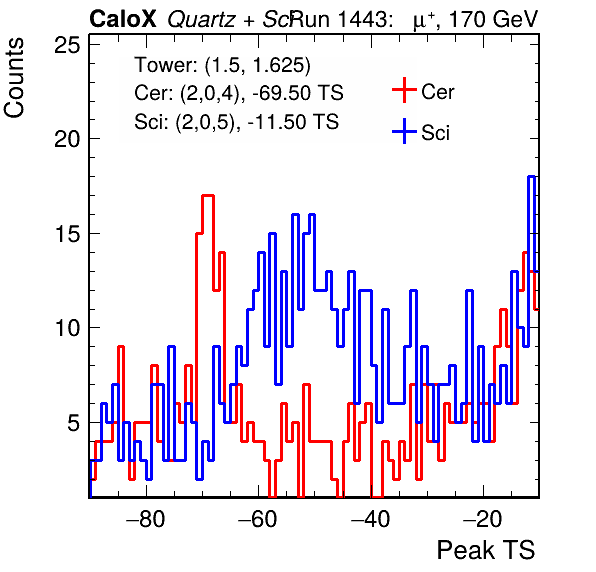 CaloX Quartz + Sci Run 1443: μ⁺, 170 GeV
Counts
Tower: (1.5, 1.625)
Cer: (2,0,4), -69.50 TS
Sci: (2,0,5), -11.50 TS
Cer
Sci
25
20
15
10
5
−80 −60 −40 −20
Peak TS